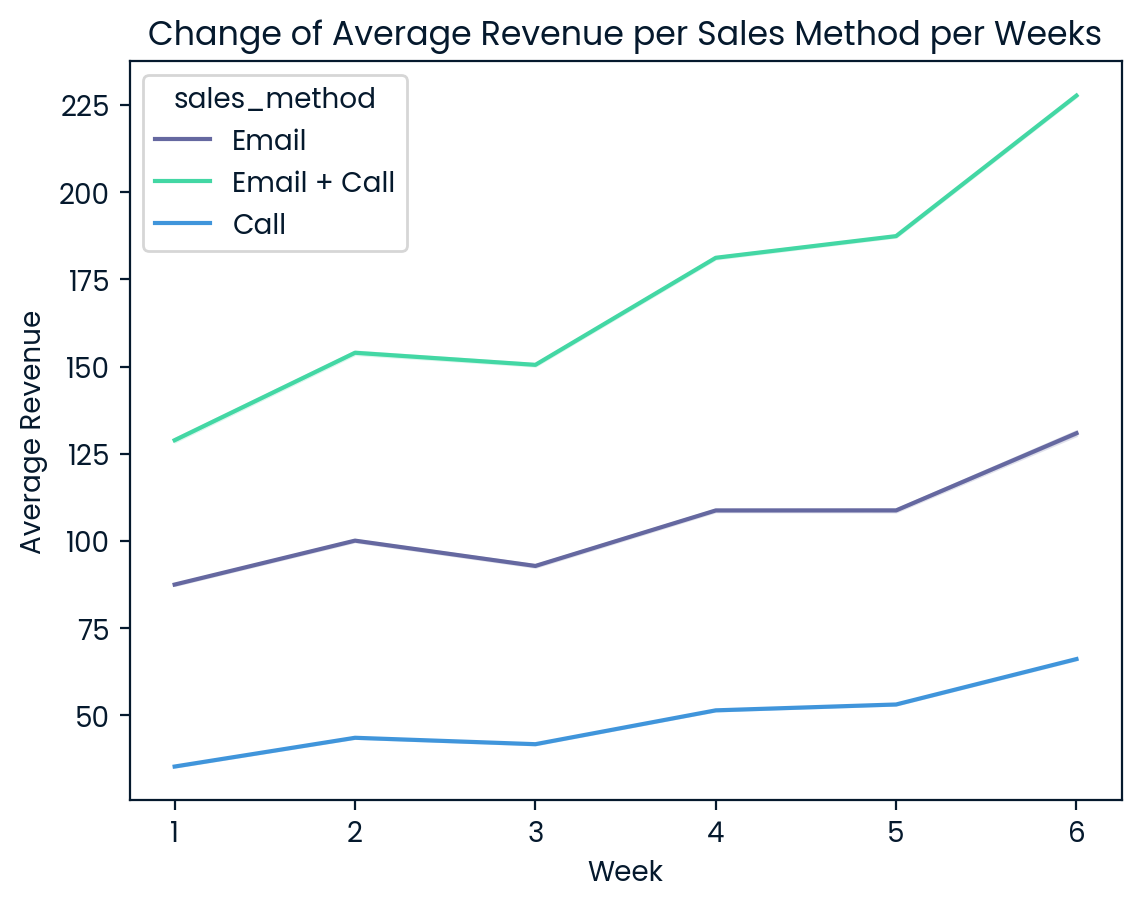 Change of Average Revenue per Sales Method per Weeks
sales_method
Email
Email + Call
Call
225
200
175
150
125
100
75
50
Average Revenue
1 2 3 4 5 6
Week